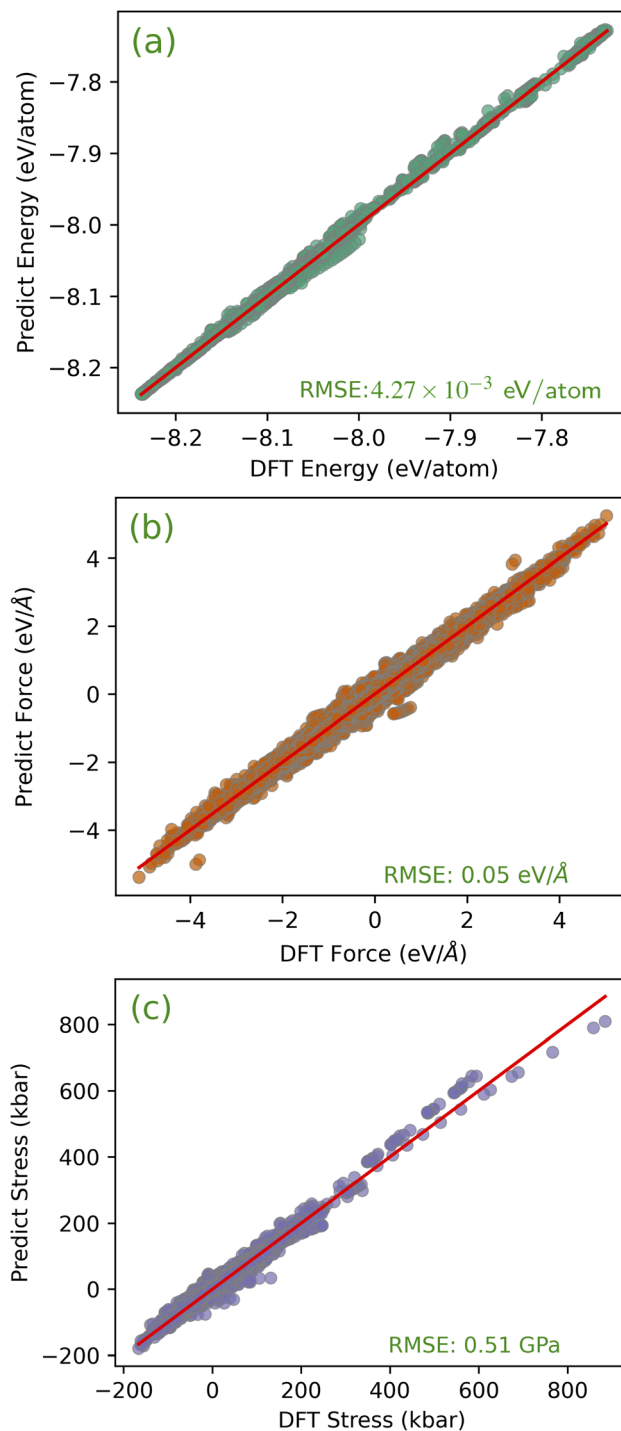 (a)
−7.8
−7.9
−8.0
−8.1
−8.2
Predict Energy (eV/atom)
RMSE:4.27 × 10⁻³ eV/atom
−8.2 −8.1 −8.0 −7.9 −7.8
DFT Energy (eV/atom)
(b)
4
2
0
−2
−4
Predict Force (eV/Å)
RMSE: 0.05 eV/Å
−4 −2 0 2 4
DFT Force (eV/Å)
(c)
800
600
400
200
0
−200
Predict Stress (kbar)
RMSE: 0.51 GPa
−200 0 200 400 600 800
DFT Stress (kbar)